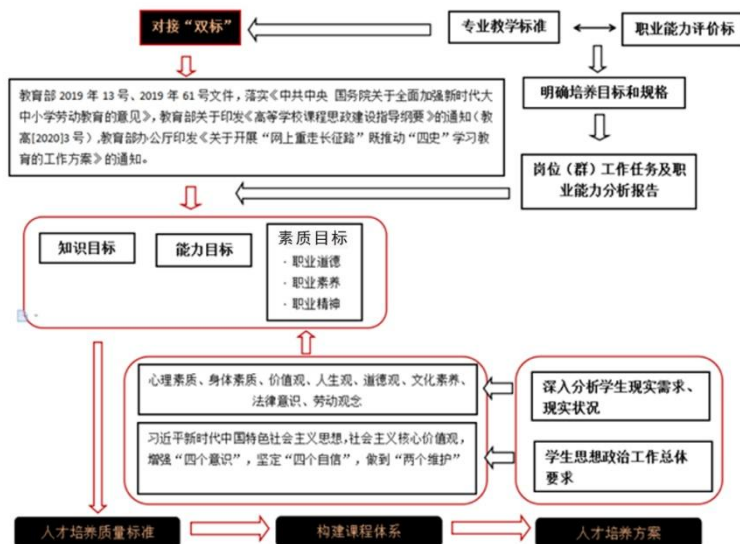 对接“双标”
专业教学标准
职业能力评价标
教育部 2019 年 13 号、2019 年 61 号文件，落实《中共中央 国务院关于全面加强新时代大
中小学劳动教育的意见》，教育部关于印发《高等学校课程思政建设指导纲要》的通知（教
高[2020]3 号）,教育部办公厅印发《关于开展“网上重走长征路”既推动“四史”学习教
育的工作方案》的通知。
明确培养目标和规格
岗位（群）工作任务及职
业能力分析报告
知识目标
能力目标
素质目标
· 职业道德
· 职业素养
· 职业精神
心理素质、身体素质、价值观、人生观、道德观、文化素养、
法律意识、劳动观念
深入分析学生现实需求、
现实状况
习近平新时代中国特色社会主义思想，社会主义核心价值观，
增强“四个意识”，坚定“四个自信”，做到“两个维护”
学生思想政治工作总体
要求
人才培养质量标准
构建课程体系
人才培养方案